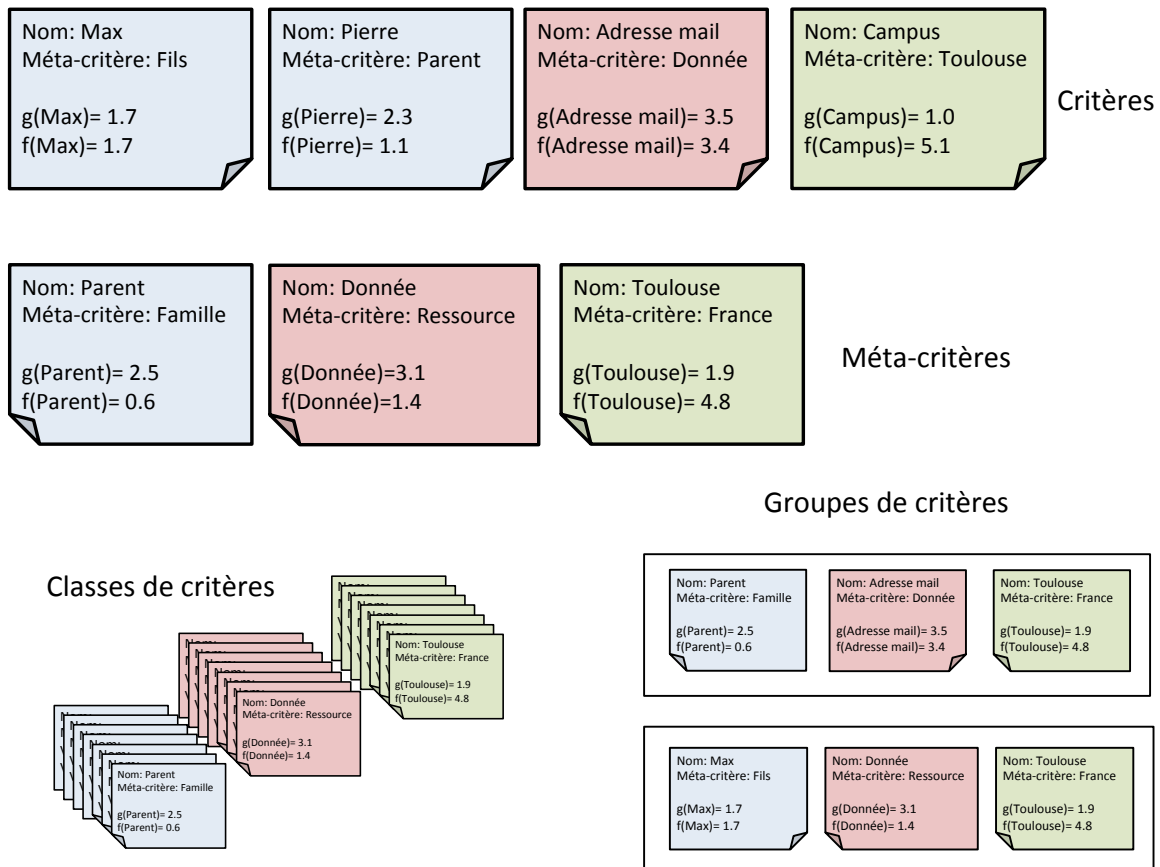 Nom: Max
Méta-critère: Fils
g(Max)= 1.7
f(Max)= 1.7
Nom: Pierre
Méta-critère: Parent
g(Pierre)= 2.3
f(Pierre)= 1.1
Nom: Adresse mail
Méta-critère: Donnée
g(Adresse mail)= 3.5
f(Adresse mail)= 3.4
Nom: Campus
Méta-critère: Toulouse
g(Campus)= 1.0
f(Campus)= 5.1
Critères
Nom: Parent
Méta-critère: Famille
g(Parent)= 2.5
f(Parent)= 0.6
Nom: Donnée
Méta-critère: Ressource
g(Donnée)=3.1
f(Donnée)=1.4
Nom: Toulouse
Méta-critère: France
g(Toulouse)= 1.9
f(Toulouse)= 4.8
Méta-critères
Classes de critères
Nom: Toulouse
Méta-critère: France
g(Toulouse)= 1.9
f(Toulouse)= 4.8
Nom: Donnée
Méta-critère: Ressource
g(Donnée)= 3.1
f(Donnée)= 1.4
Nom: Parent
Méta-critère: Famille
g(Parent)= 2.5
f(Parent)= 0.6
Groupes de critères
Nom: Parent
Méta-critère: Famille
g(Parent)= 2.5
f(Parent)= 0.6
Nom: Adresse mail
Méta-critère: Donnée
g(Adresse mail)= 3.5
f(Adresse mail)= 3.4
Nom: Toulouse
Méta-critère: France
g(Toulouse)= 1.9
f(Toulouse)= 4.8
Nom: Max
Méta-critère: Fils
g(Max)= 1.7
f(Max)= 1.7
Nom: Donnée
Méta-critère: Ressource
g(Donnée)= 3.1
f(Donnée)= 1.4
Nom: Toulouse
Méta-critère: France
g(Toulouse)= 1.9
f(Toulouse)= 4.8